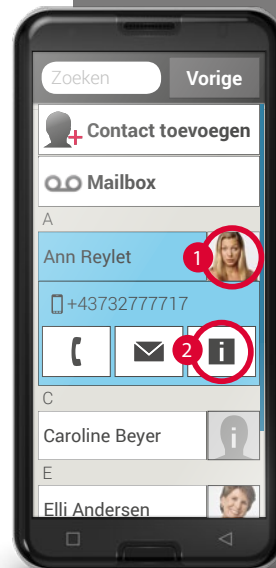 Zoeken Vorige
Contact toevoegen
Mailbox
A
Ann Reylet 1
+43732777717
2 i
C
Caroline Beyer i
E
Elli Andersen